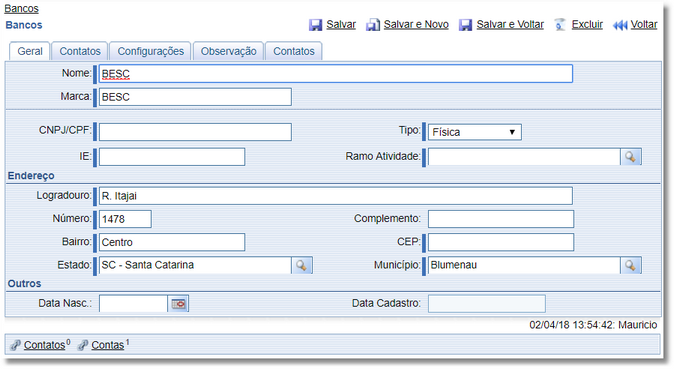 Bancos
Bancos Salvar Salvar e Novo Salvar e Voltar Excluir Voltar
Geral Contatos Configurações Observação Contatos
Nome: BESC
Marca: BESC
CNPJ/CPF: Tipo: Física
IE: Ramo Atividade:
Endereço
Logradouro: R. Itajai
Número: 1478 Complemento:
Bairro: Centro CEP:
Estado: SC - Santa Catarina Município: Blumenau
Outros
Data Nasc.: Data Cadastro:
02/04/18 13:54:42: Mauricio
Contatos 0 Contas 1